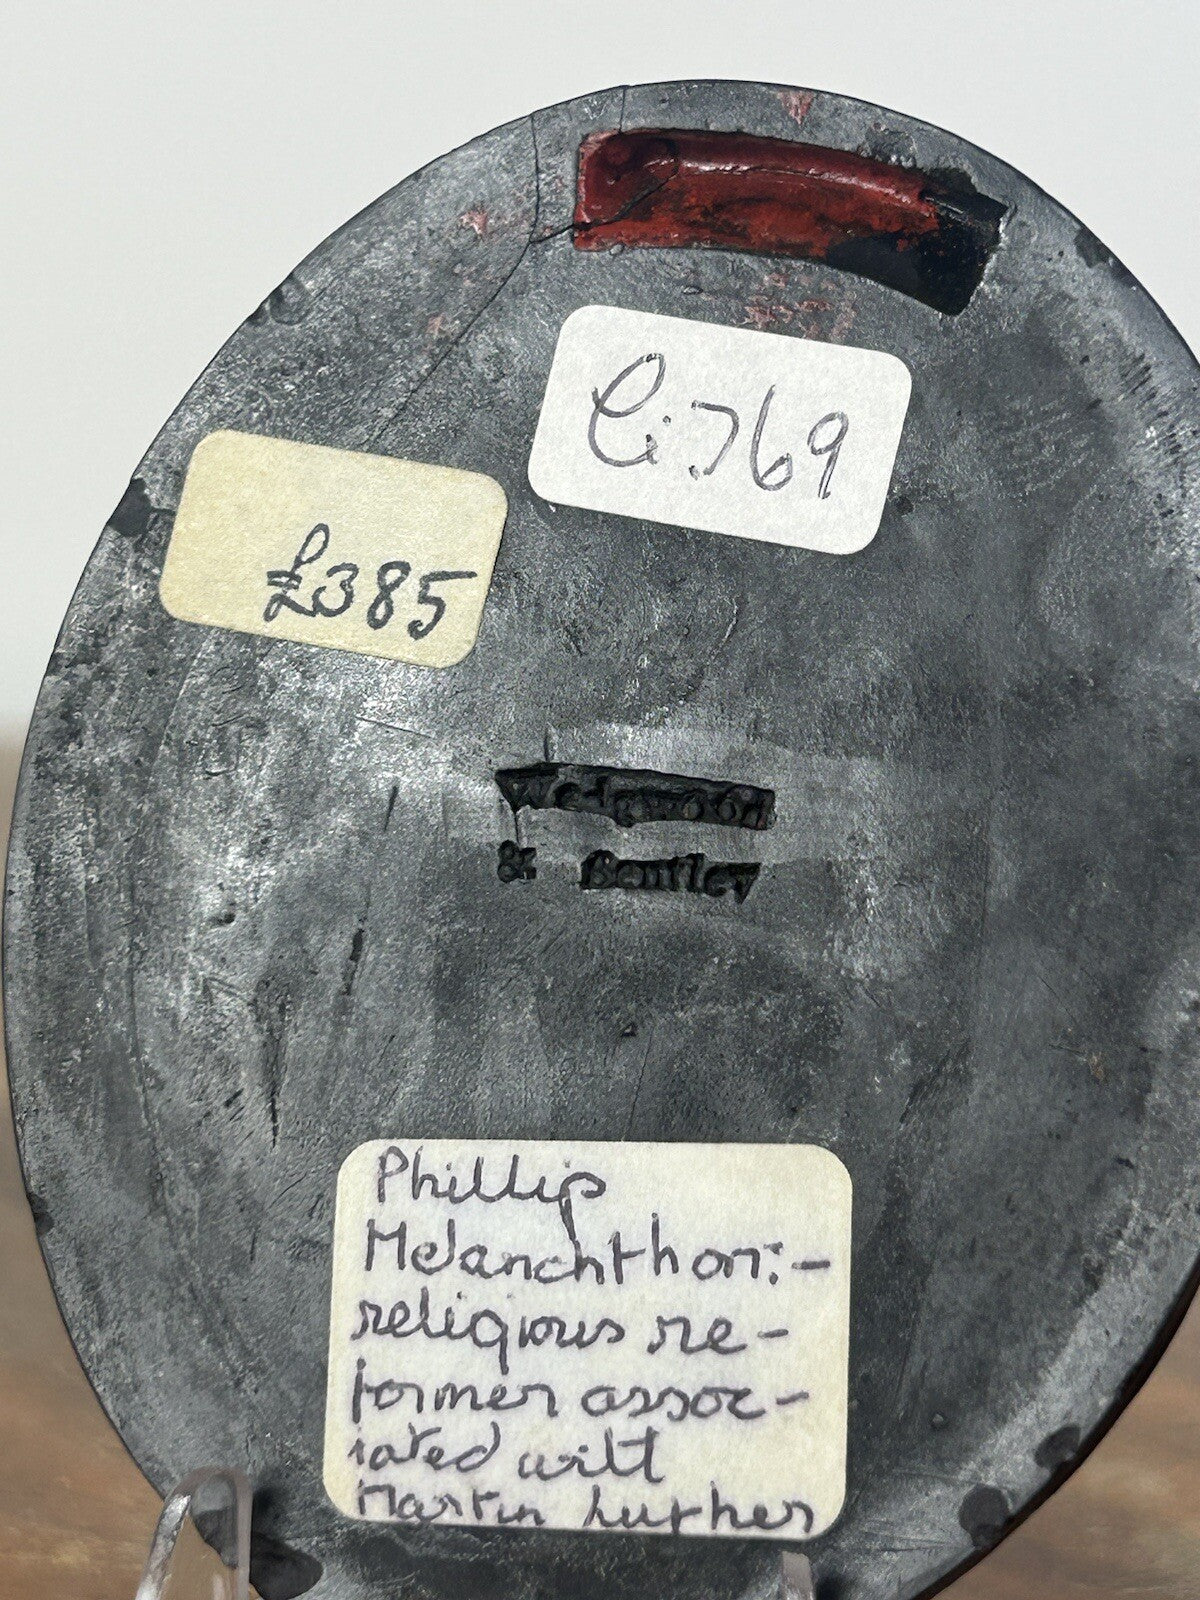 C:769
£385
Wedgwood
& Bentley
Phillip
Melanchthon:-
religious re-
former assoc-
iated with
Martin Luther